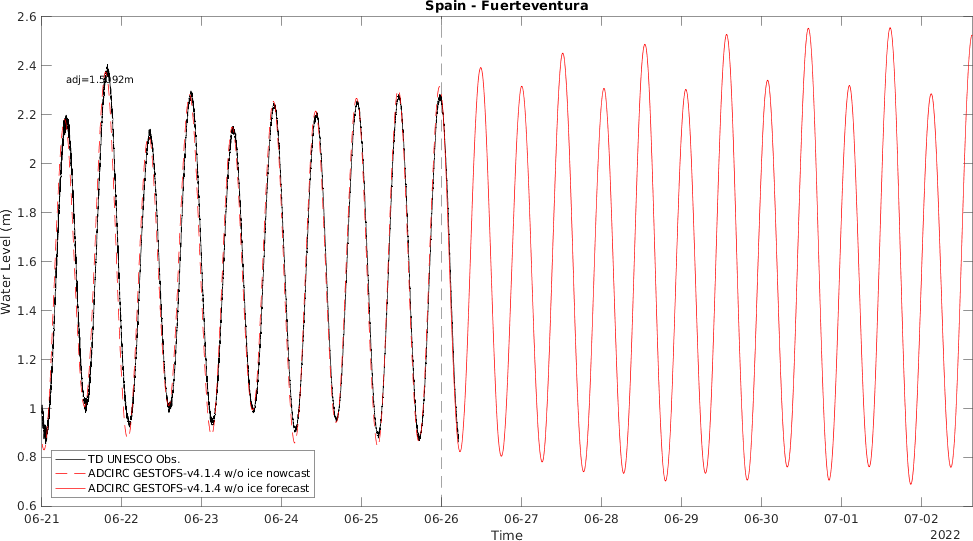 Spain - Fuerteventura
2.6
2.4
2.2
2
1.8
1.6
1.4
1.2
1
0.8
0.6
Water Level (m)
TD UNESCO Obs.
ADCIRC GESTOFS-v4.1.4 w/o ice nowcast
ADCIRC GESTOFS-v4.1.4 w/o ice forecast
06-21 06-22 06-23 06-24 06-25 06-26 06-27 06-28 06-29 06-30 07-01 07-02
Time
2022